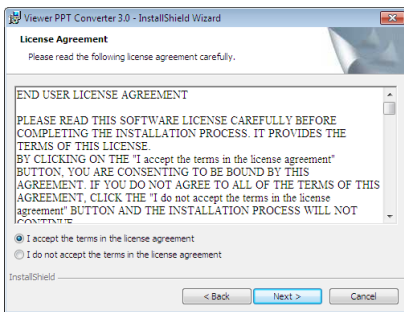 Viewer PPT Converter 3.0 - InstallShield Wizard
License Agreement
Please read the following license agreement carefully.
END USER LICENSE AGREEMENT
PLEASE READ THIS SOFTWARE LICENSE CAREFULLY BEFORE
COMPLETING THE INSTALLATION PROCESS. IT PROVIDES THE
TERMS OF THIS LICENSE.
BY CLICKING ON THE "I accept the terms in the license agreement"
BUTTON, YOU ARE CONSENTING TO BE BOUND BY THIS
AGREEMENT. IF YOU DO NOT AGREE TO ALL OF THE TERMS OF THIS
AGREEMENT, CLICK THE "I do not accept the terms in the license
agreement" BUTTON AND THE INSTALLATION PROCESS WILL NOT
CONTINUE
I accept the terms in the license agreement
I do not accept the terms in the license agreement
InstallShield
< Back
Next >
Cancel